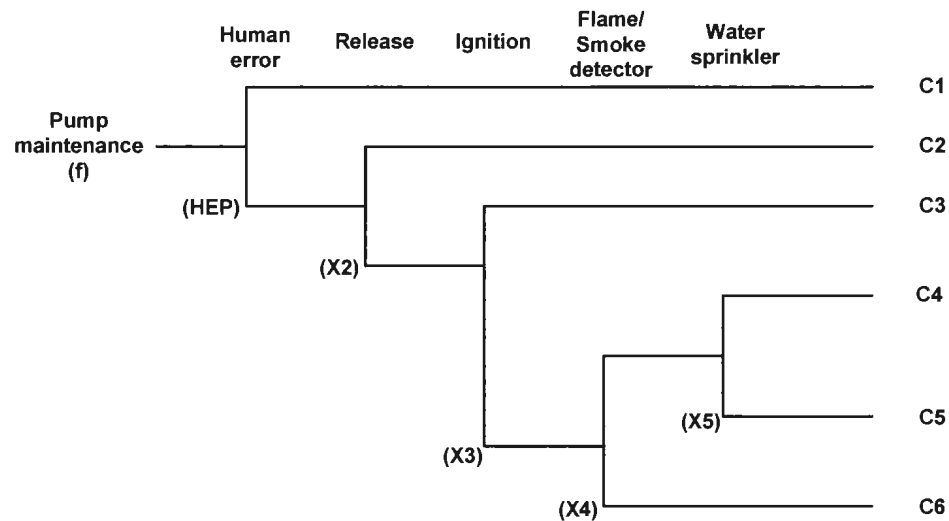 Human
error
Release
Ignition
Flame/
Smoke
detector
Water
sprinkler
C1
Pump
maintenance
(f)
C2
(HEP)
C3
(X2)
C4
(X5)
C5
(X3)
(X4)
C6